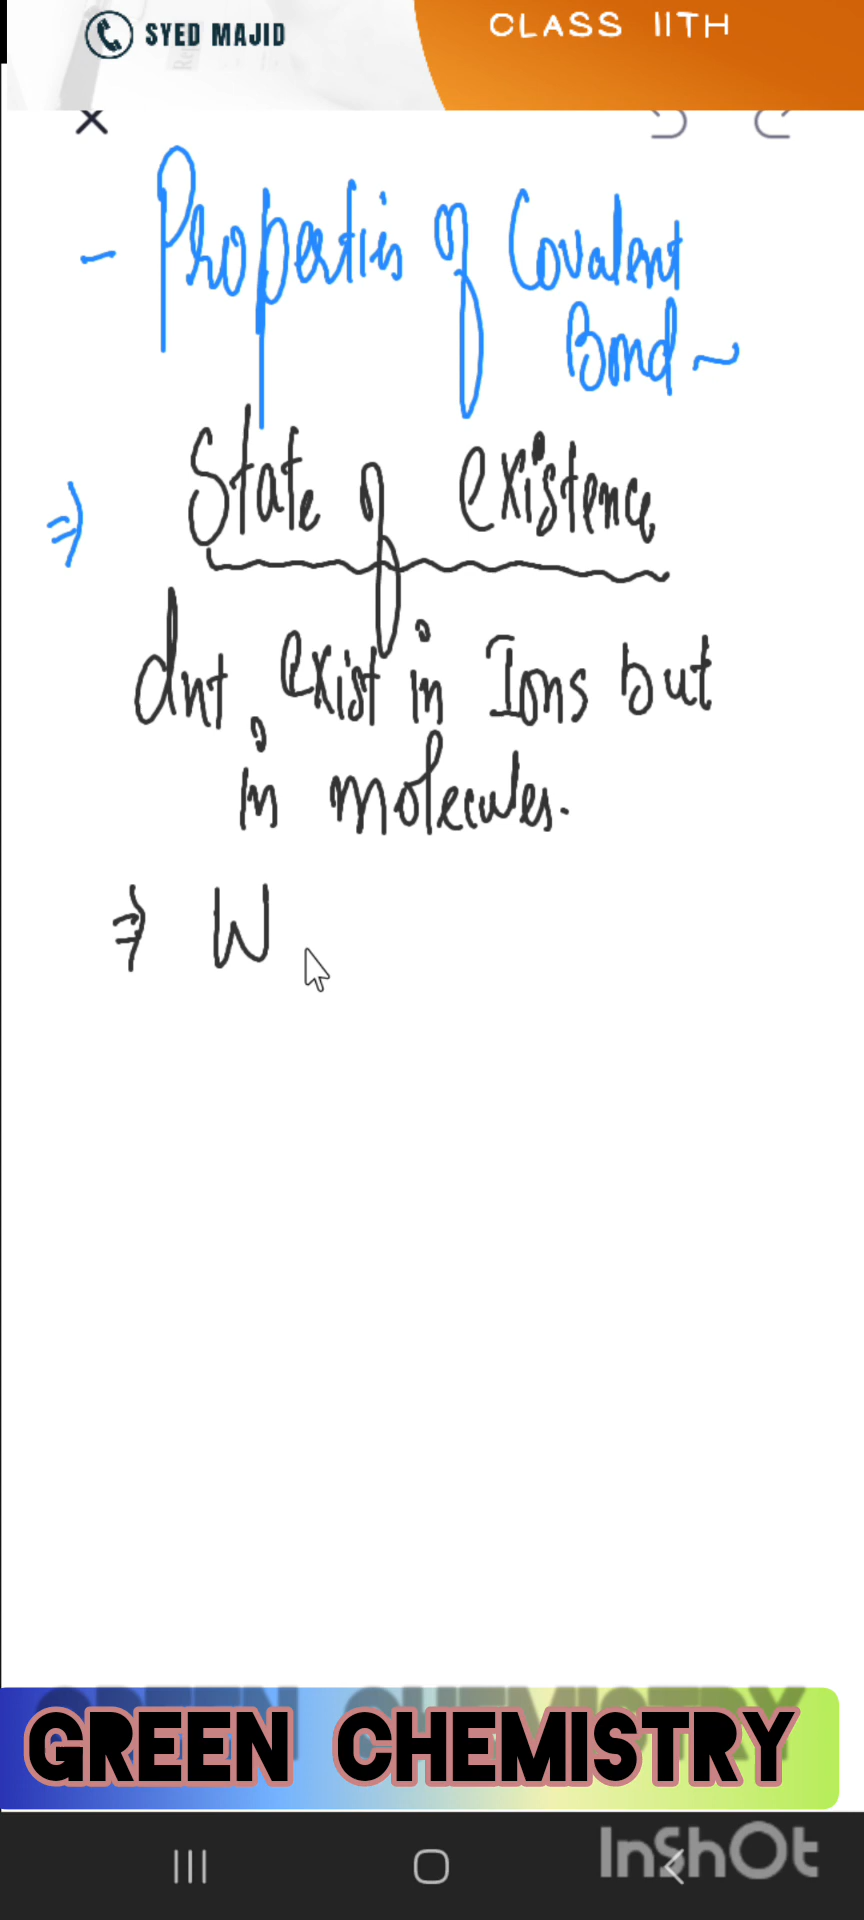 SYED MAJID
CLASS 11TH
- Properties of Covalent
Bond ~
⇒ State of existence
dnt exist in Ions but
in molecules.
⇒ W
GREEN CHEMISTRY
InShOt